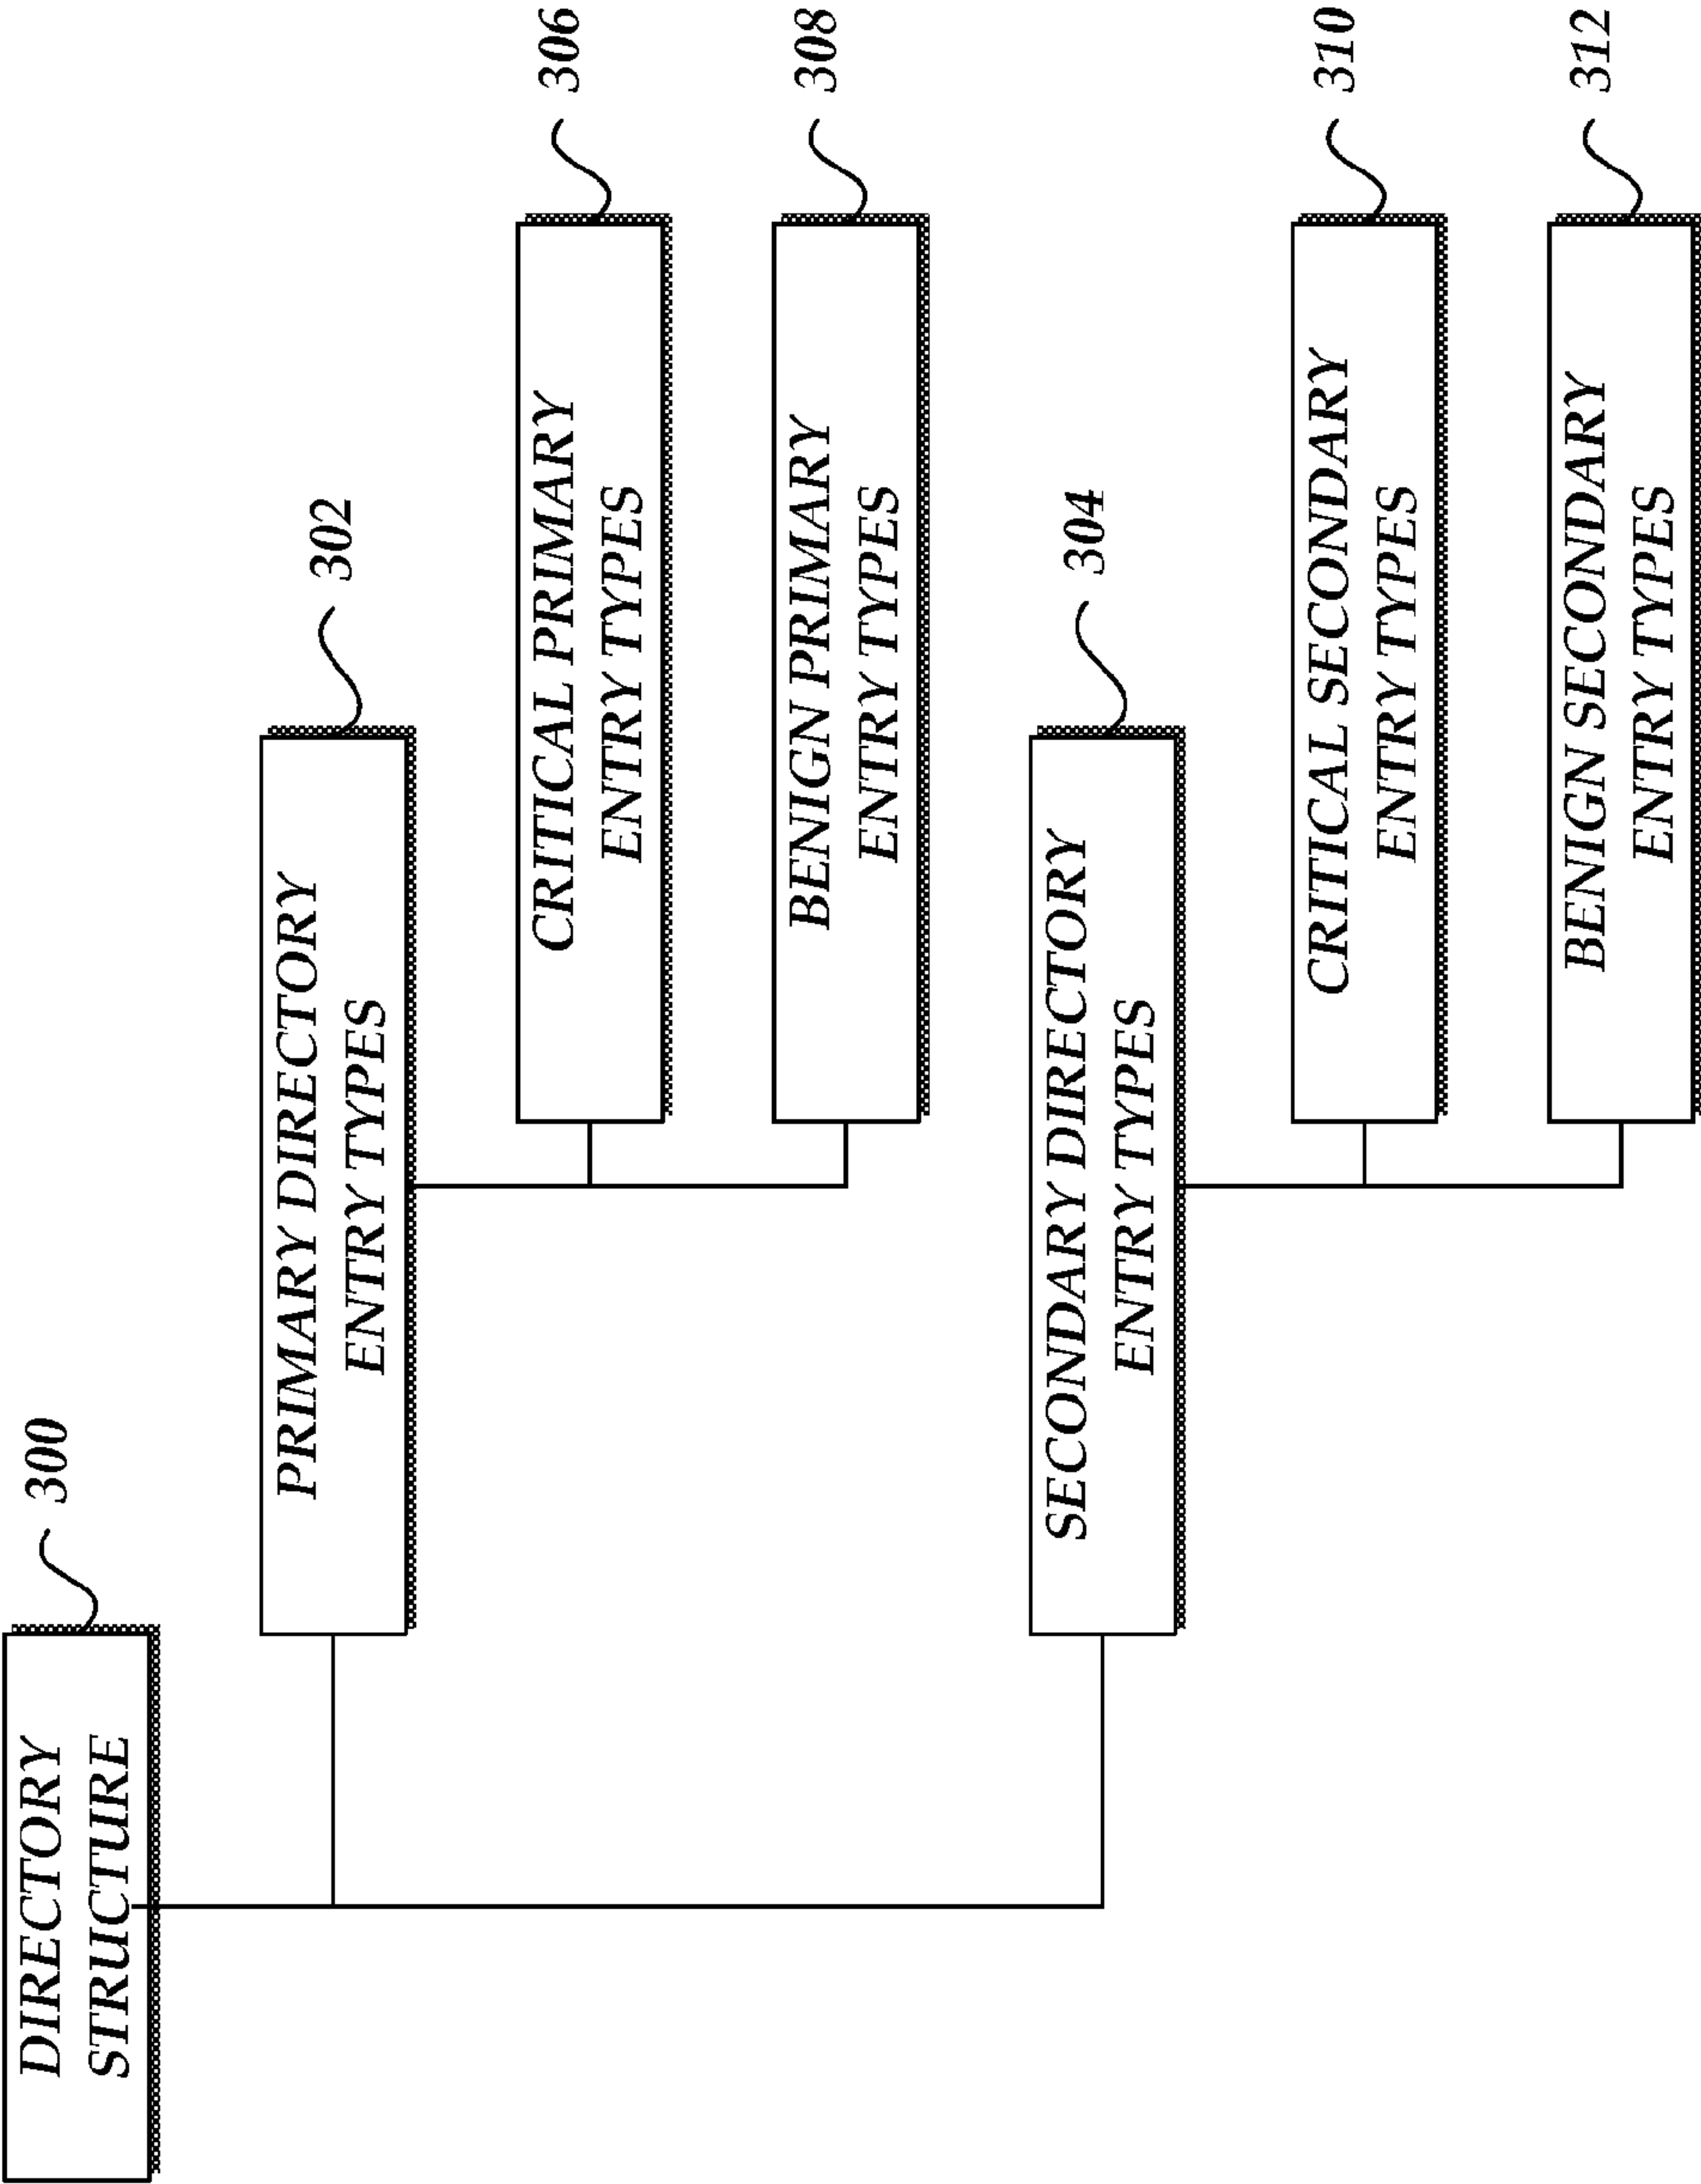 300
DIRECTORY
STRUCTURE
302
PRIMARY DIRECTORY
ENTRY TYPES
306
CRITICAL PRIMARY
ENTRY TYPES
308
BENIGN PRIMARY
ENTRY TYPES
304
SECONDARY DIRECTORY
ENTRY TYPES
310
CRITICAL SECONDARY
ENTRY TYPES
312
BENIGN SECONDARY
ENTRY TYPES